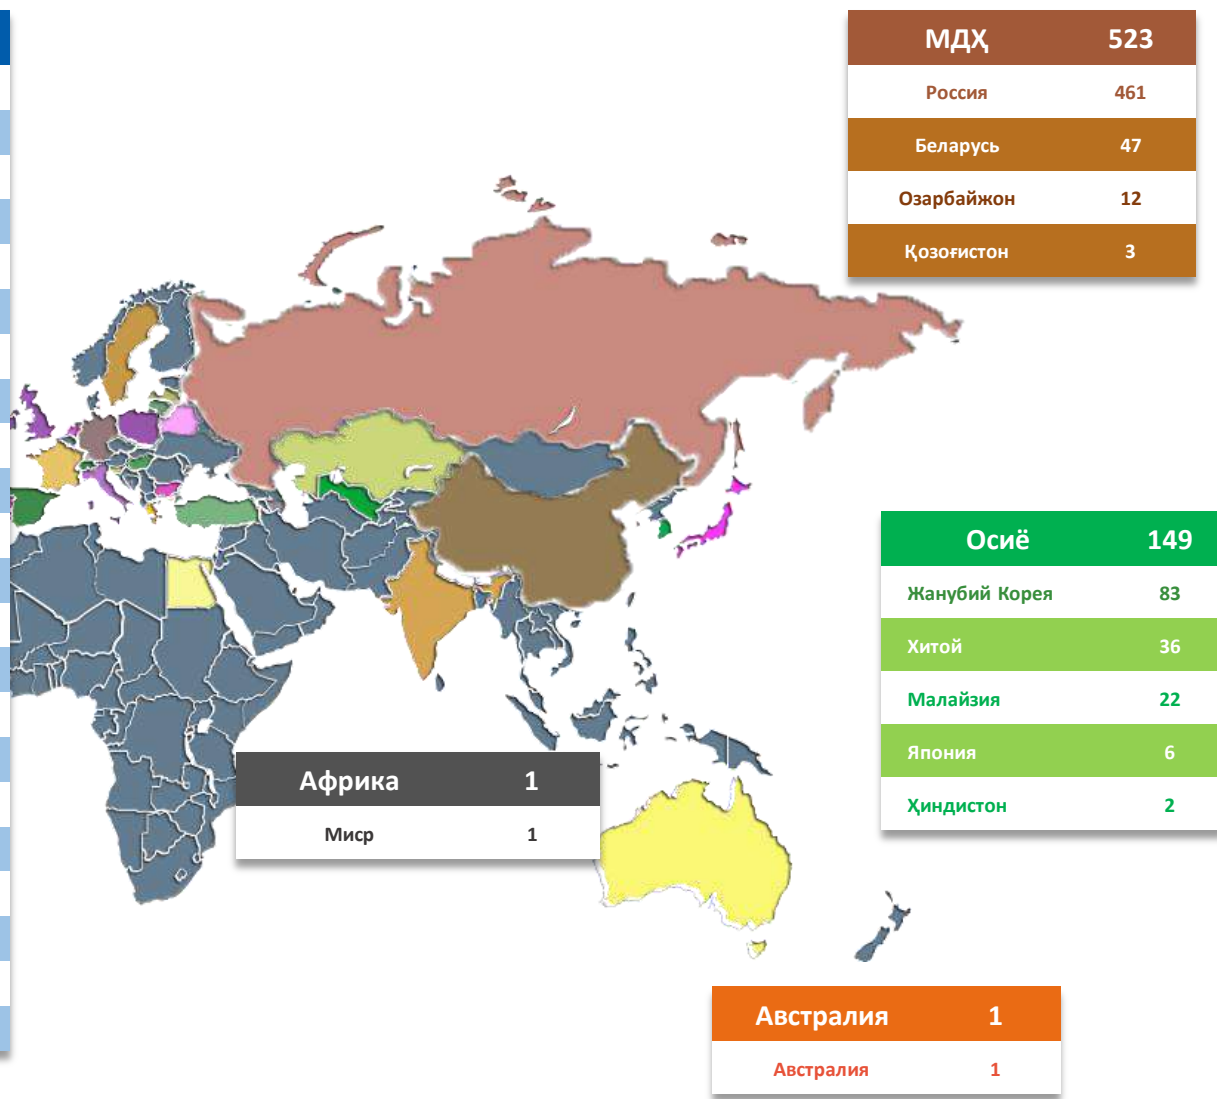 МДҲ 523
Россия 461
Беларусь 47
Озарбайжон 12
Қозоғистон 3
Осиё 149
Жанубий Корея 83
Хитой 36
Малайзия 22
Япония 6
Ҳиндистон 2
Африка 1
Миср 1
Австралия 1
Австралия 1